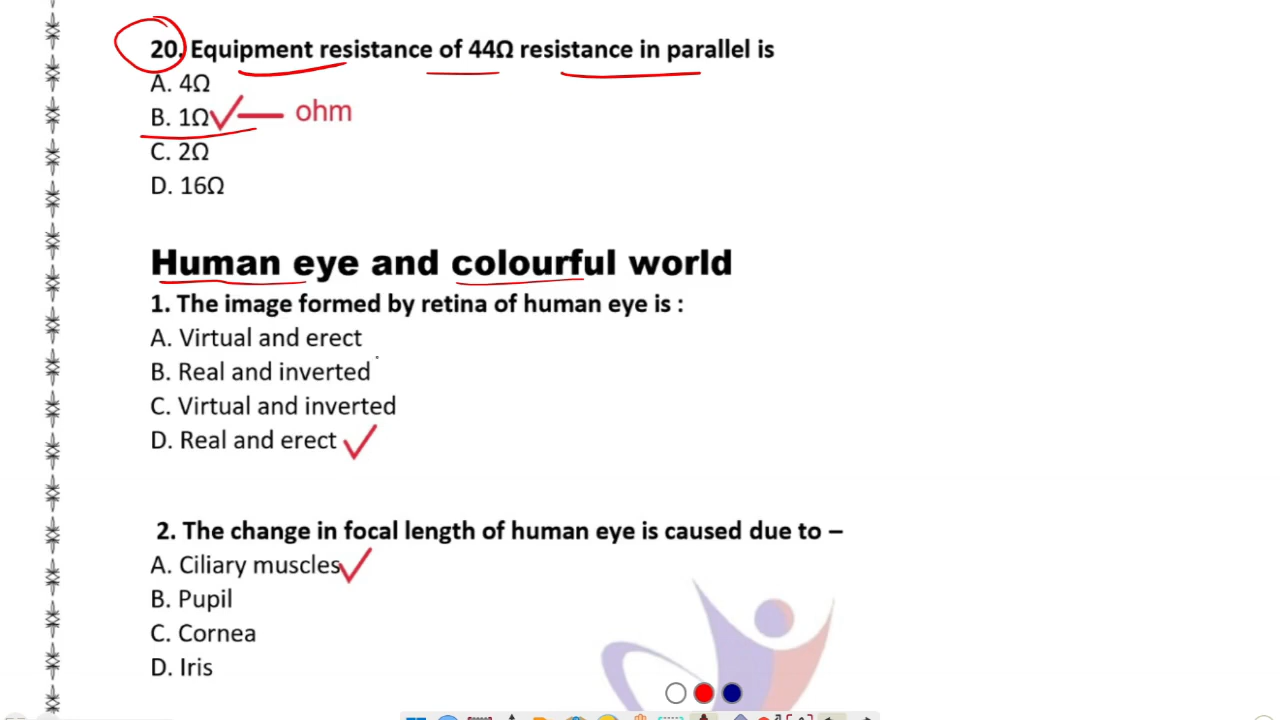 20. Equipment resistance of 44Ω resistance in parallel is
A. 4Ω
B. 1Ω ohm
C. 2Ω
D. 16Ω
Human eye and colourful world
1. The image formed by retina of human eye is :
A. Virtual and erect
B. Real and inverted
C. Virtual and inverted
D. Real and erect
2. The change in focal length of human eye is caused due to –
A. Ciliary muscles
B. Pupil
C. Cornea
D. Iris